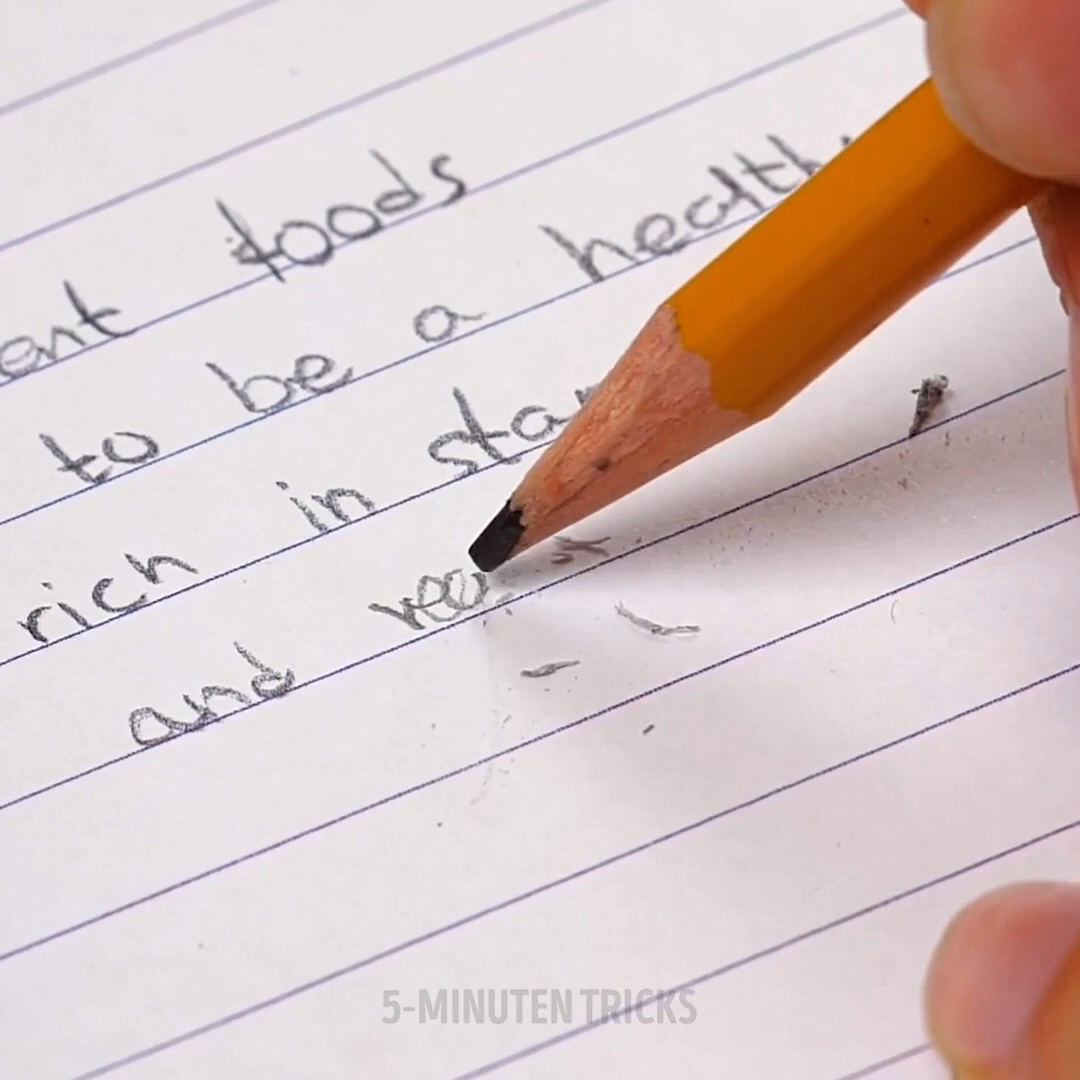 ent foods
to be a health
rich in sta
and
5-MINUTEN TRICKS